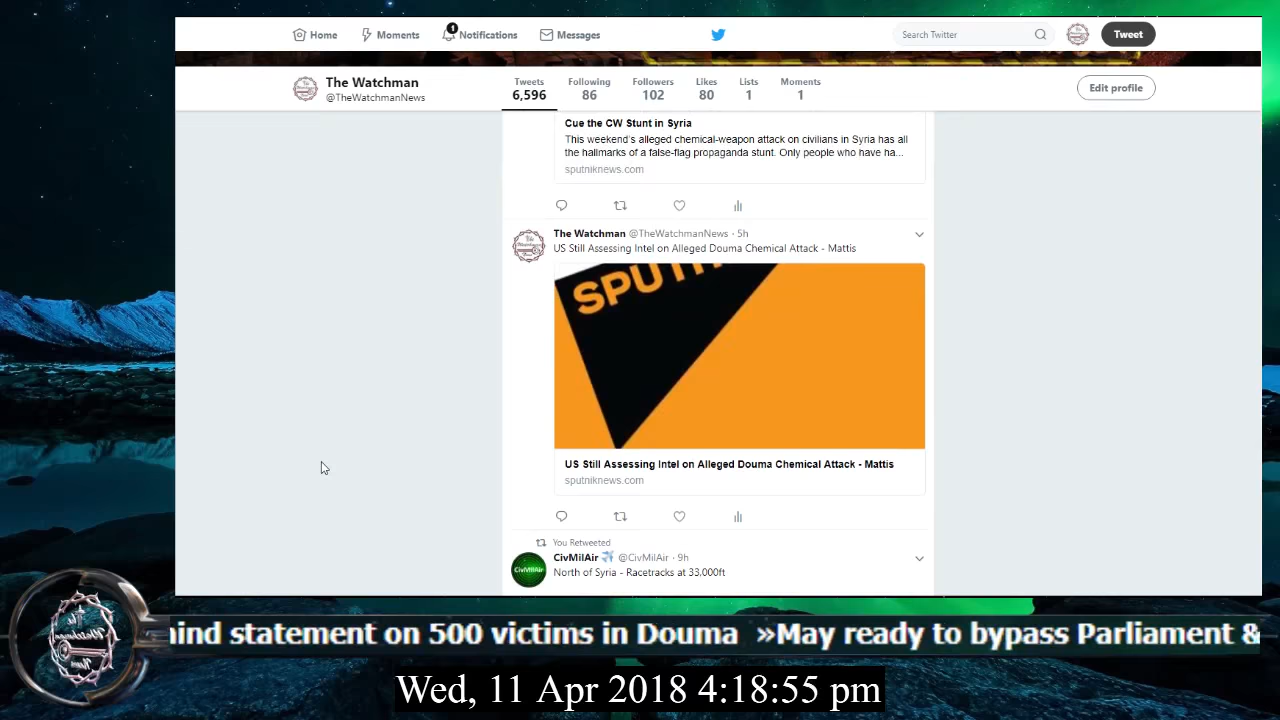 Home
Moments
1
Notifications
Messages
Search Twitter
Tweet
The Watchman
@TheWatchmanNews
Tweets
6,596
Following
86
Followers
102
Likes
80
Lists
1
Moments
1
Edit profile
Cue the CW Stunt in Syria
This weekend's alleged chemical-weapon attack on civilians in Syria has all
the hallmarks of a false-flag propaganda stunt. Only people who have ha...
sputniknews.com
The Watchman @TheWatchmanNews · 5h
US Still Assessing Intel on Alleged Douma Chemical Attack - Mattis
US Still Assessing Intel on Alleged Douma Chemical Attack - Mattis
sputniknews.com
You Retweeted
CivMilAir @CivMilAir · 9h
CivMilAir
North of Syria - Racetracks at 33,000ft
statement on 500 victims in Douma »May ready to bypass Parliament &
Wed, 11 Apr 2018 4:18:55 pm